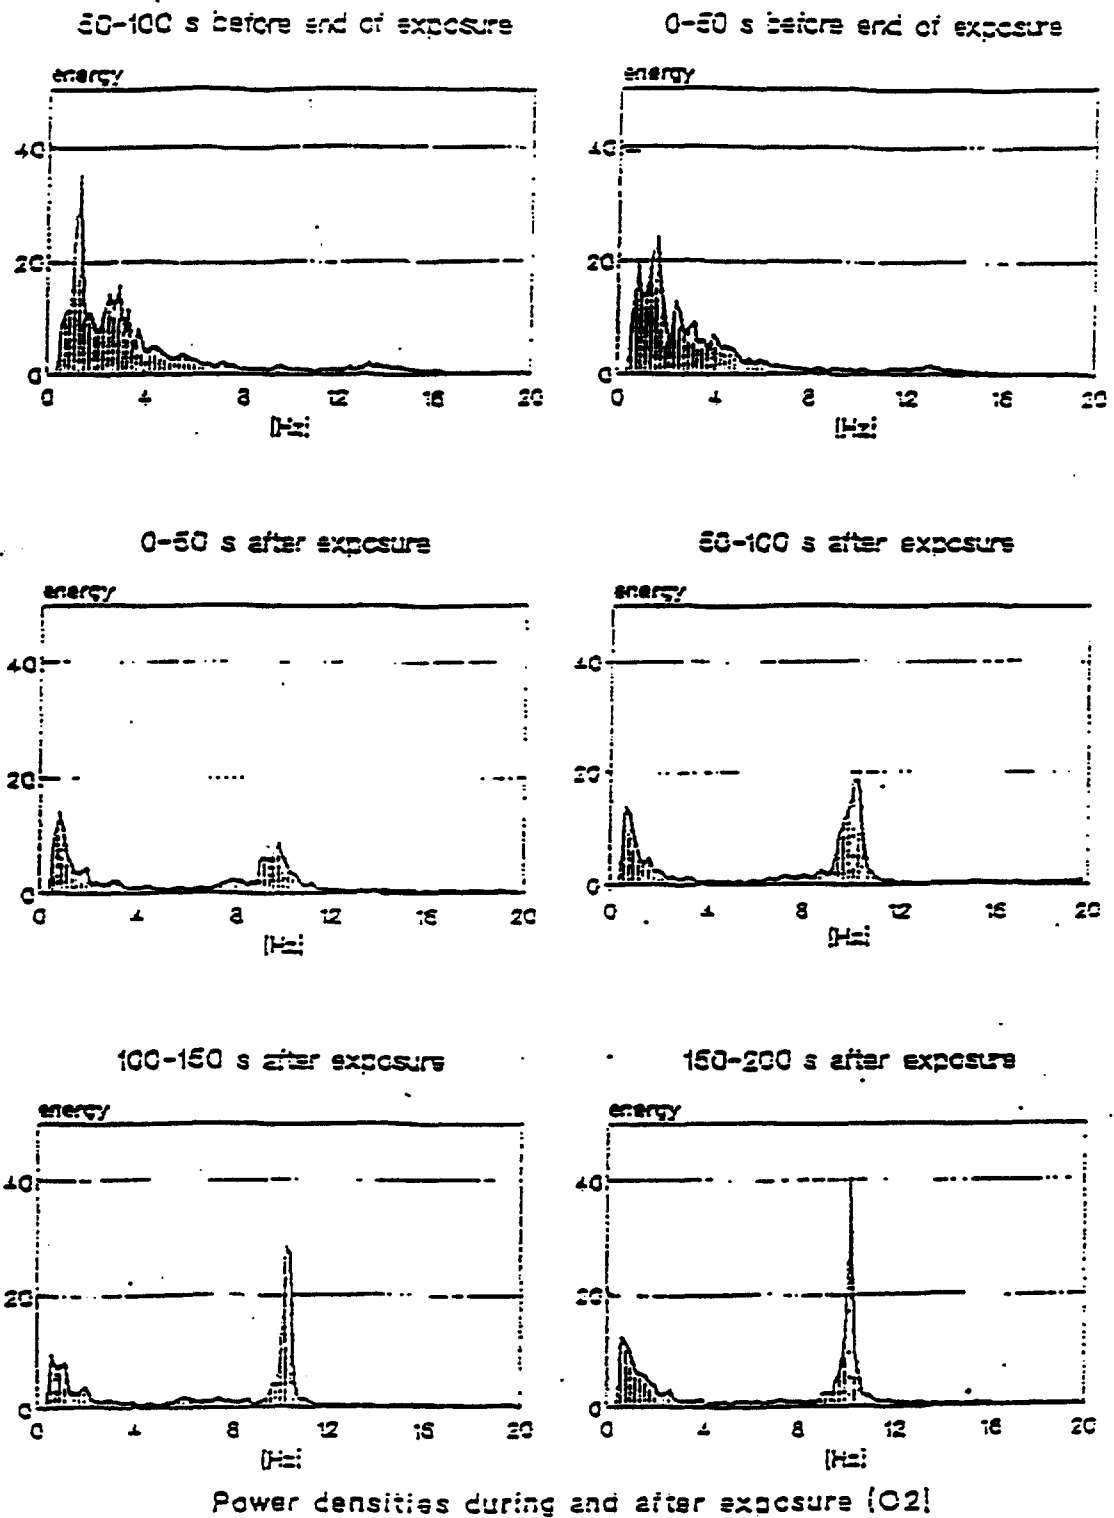 50-100 s before end of exposure
0-50 s before end of exposure
energy
energy
40
40
20
20
0
0
0 4 8 12 16 20
0 4 8 12 16 20
[Hz]
[Hz]
0-50 s after exposure
50-100 s after exposure
energy
energy
40
40
20
20
0
0
0 4 8 12 16 20
0 4 8 12 16 20
[Hz]
[Hz]
100-150 s after exposure
150-200 s after exposure
energy
energy
40
40
20
20
0
0
0 4 8 12 16 20
0 4 8 12 16 20
[Hz]
[Hz]
Power densities during and after exposure (O2)